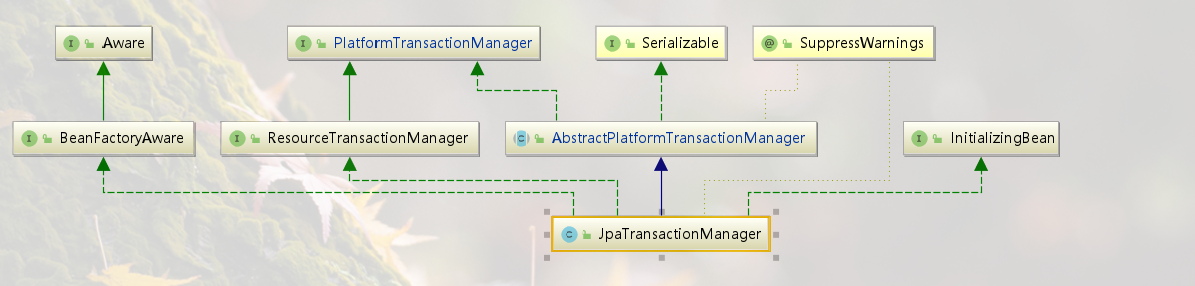 I Aware
I PlatformTransactionManager
I Serializable
@ SuppressWarnings
I BeanFactoryAware
I ResourceTransactionManager
C AbstractPlatformTransactionManager
I InitializingBean
C JpaTransactionManager